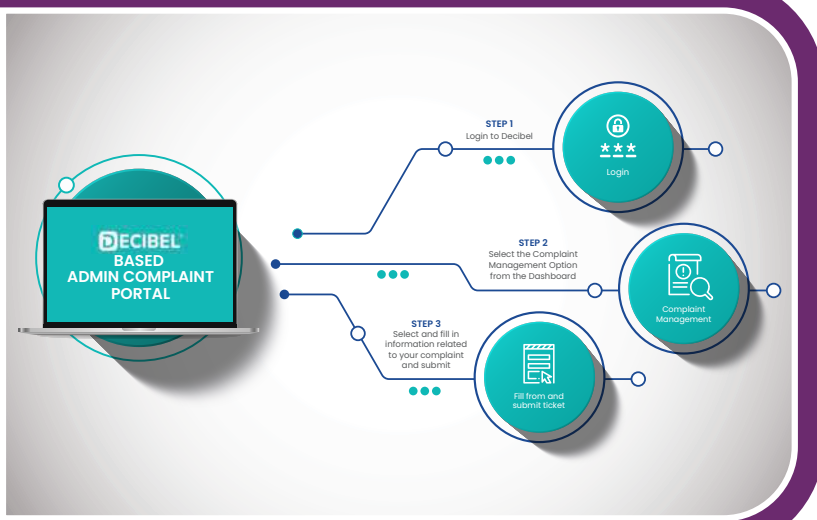 DECIBEL
BASED
ADMIN COMPLAINT
PORTAL
STEP 1
Login to Decibel
***
Login
STEP 2
Select the Complaint
Management Option
from the Dashboard
Complaint
Management
STEP 3
Select and fill in
information related
to your complaint
and submit
Fill from and
submit ticket